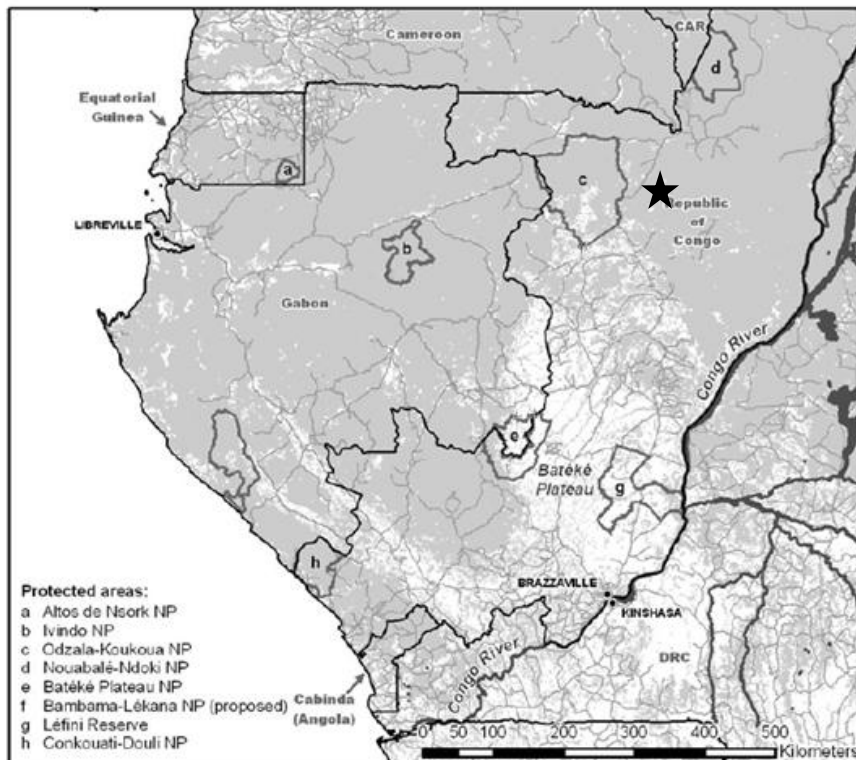 Cameroon
CAR
d
Equatorial
Guinea
a
c
Republic
of
Congo
LIBREVILLE
b
Gabon
Congo River
e
Batéké
Plateau
g
h
BRAZZAVILLE
KINSHASA
Protected areas:
a Altos de Nsork NP
b Ivindo NP
c Odzala-Koukoua NP
d Nouabalé-Ndoki NP
e Batéké Plateau NP
f Bambama-Lékana NP (proposed)
g Léfini Reserve
h Conkouati-Douli NP
Cabinda
(Angola)
Congo River
DRC
0 50 100 200 300 400 500
Kilometers